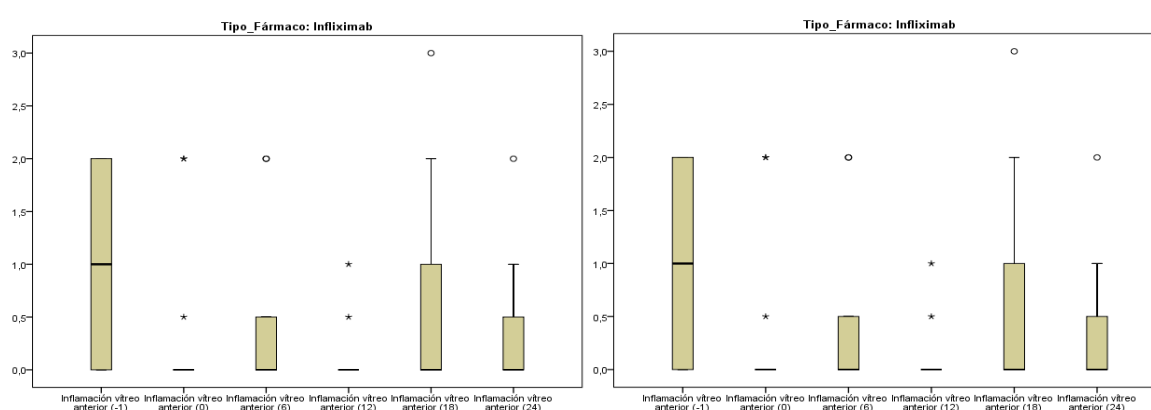 Tipo_Fármaco: Infliximab
3,0
2,5
2,0
1,5
1,0
0,5
0,0
Inflamación vítreo anterior (-1)
Inflamación vítreo anterior (0)
Inflamación vítreo anterior (6)
Inflamación vítreo anterior (12)
Inflamación vítreo anterior (18)
Inflamación vítreo anterior (24)
Tipo_Fármaco: Infliximab
3,0
2,5
2,0
1,5
1,0
0,5
0,0
Inflamación vítreo anterior (-1)
Inflamación vítreo anterior (0)
Inflamación vítreo anterior (6)
Inflamación vítreo anterior (12)
Inflamación vítreo anterior (18)
Inflamación vítreo anterior (24)